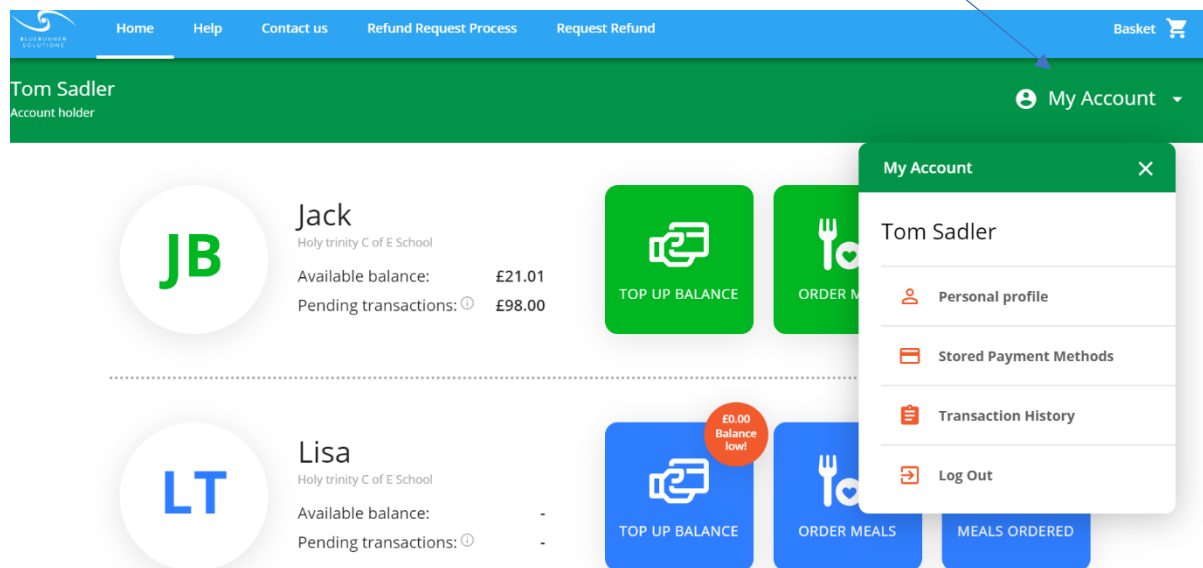 BLUERUNNER
SOLUTIONS
Home Help Contact us Refund Request Process Request Refund Basket
Tom Sadler
Account holder
My Account
My Account
Tom Sadler
Personal profile
Stored Payment Methods
Transaction History
Log Out
JB
Jack
Holy trinity C of E School
Available balance: £21.01
Pending transactions: £98.00
TOP UP BALANCE
ORDER M
LT
Lisa
Holy trinity C of E School
Available balance: -
Pending transactions: -
£0.00
Balance
low!
TOP UP BALANCE
ORDER MEALS
MEALS ORDERED